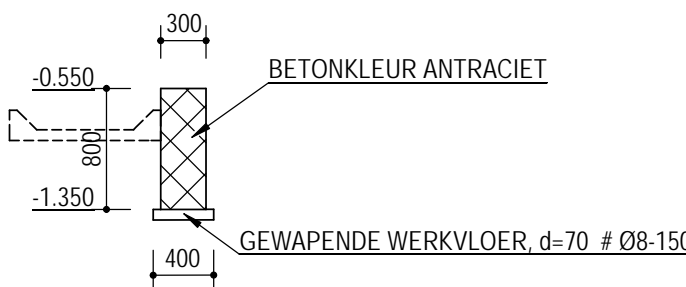 300
-0.550
BETONKLEUR ANTRACIET
800
-1.350
GEWAPENDE WERKVLOER, d=70 # Ø8-150
400